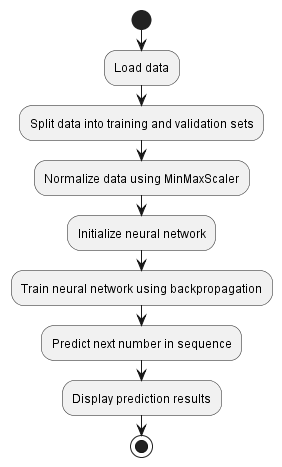 Load data
Split data into training and validation sets
Normalize data using MinMaxScaler
Initialize neural network
Train neural network using backpropagation
Predict next number in sequence
Display prediction results